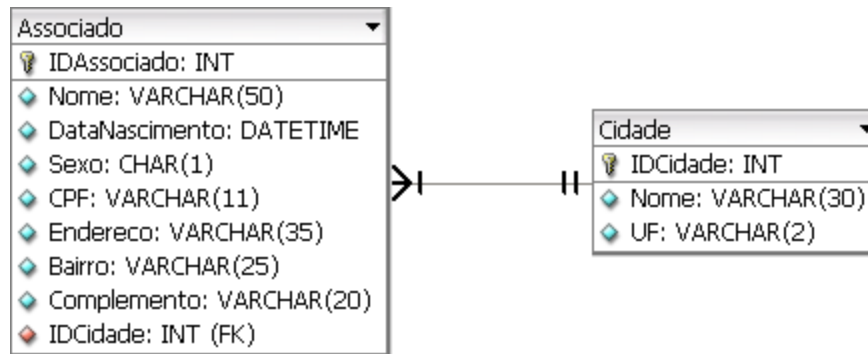 Associado
IDAssociado: INT
Nome: VARCHAR(50)
DataNascimento: DATETIME
Sexo: CHAR(1)
CPF: VARCHAR(11)
Endereco: VARCHAR(35)
Bairro: VARCHAR(25)
Complemento: VARCHAR(20)
IDCidade: INT (FK)
Cidade
IDCidade: INT
Nome: VARCHAR(30)
UF: VARCHAR(2)